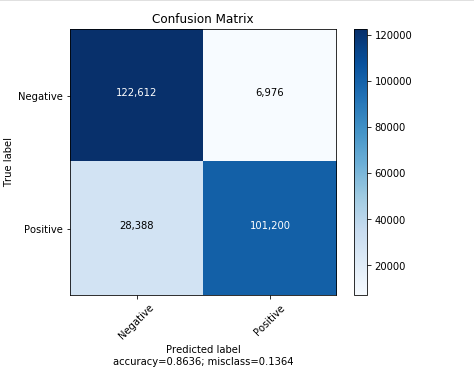 Confusion Matrix
120000
Negative
122,612
6,976
100000
80000
True label
60000
Positive
28,388
101,200
40000
20000
Negative
Positive
Predicted label
accuracy=0.8636; misclass=0.1364